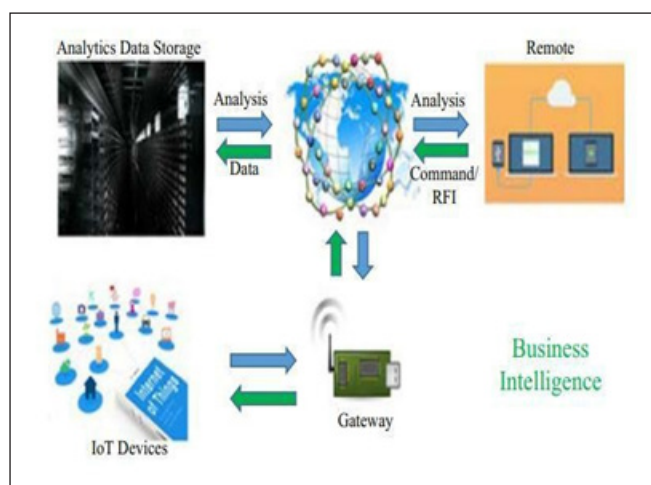 Analytics Data Storage
Remote
Analysis
Analysis
Data
Command/
RFI
Internet
of Things
IoT Devices
Gateway
Business
Intelligence